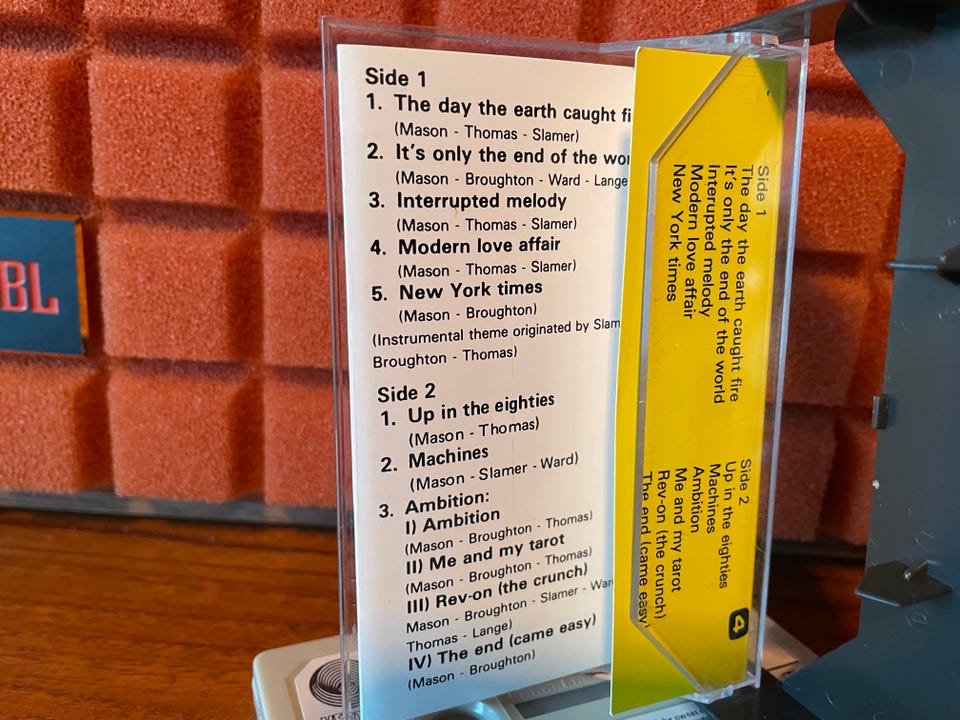 BL
Side 1
1. The day the earth caught fi
(Mason - Thomas - Slamer)
2. It's only the end of the wor
(Mason - Broughton - Ward - Lange
3. Interrupted melody
(Mason - Thomas - Slamer)
4. Modern love affair
(Mason - Thomas - Slamer)
5. New York times
(Mason - Broughton)
(Instrumental theme originated by Slam
Broughton - Thomas)
Side 2
1. Up in the eighties
(Mason - Thomas)
2. Machines
(Mason - Slamer - Ward)
3. Ambition:
I) Ambition
(Mason - Broughton - Thomas)
II) Me and my tarot
(Mason - Broughton - Thomas)
III) Rev-on (the crunch)
Mason - Broughton - Slamer - War
Thomas - Lange)
IV) The end (came easy)
(Mason - Broughton)
Side 1
The day the earth caught fire
It's only the end of the world
Interrupted melody
Modern love affair
New York times
Side 2
Up in the eighties
Machines
Ambition
Me and my tarot
Rev-on (the crunch)
The end (came easy)
4